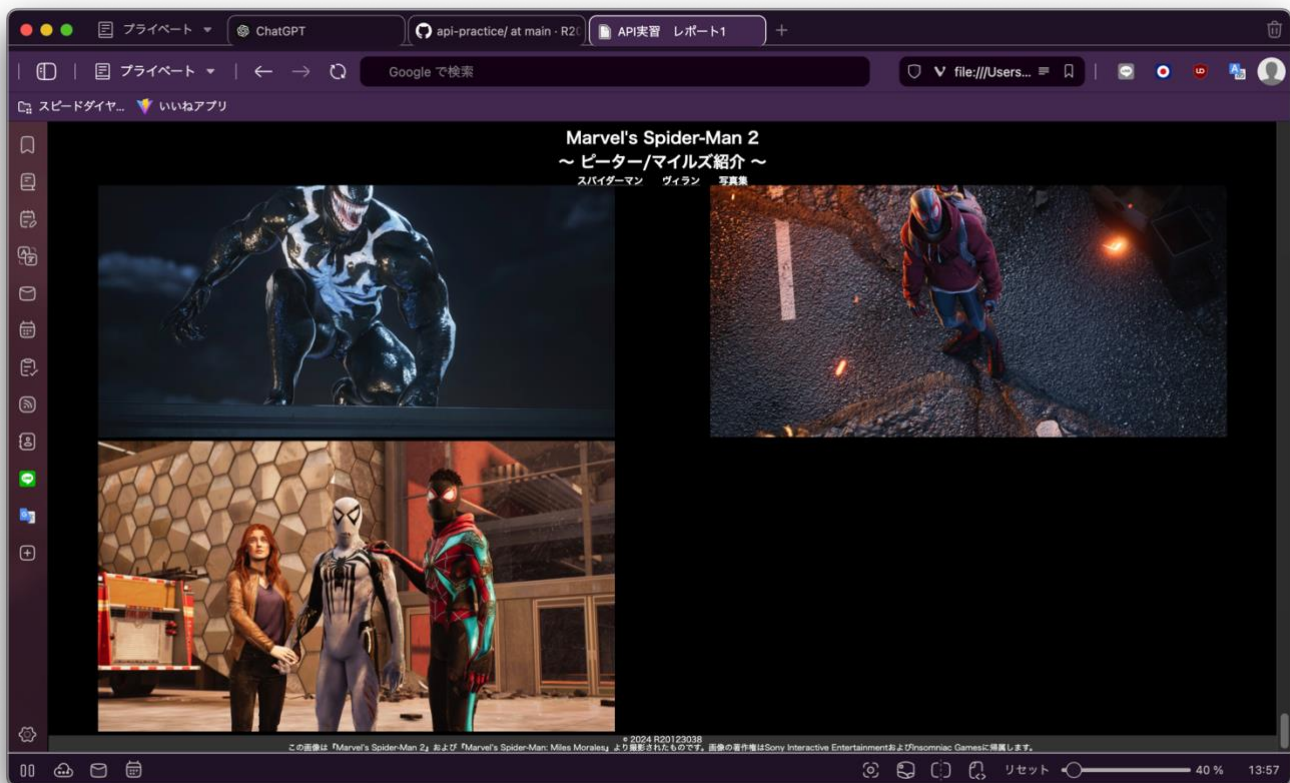 プライベート
ChatGPT
api-practice/ at main · R20
API実習 レポート1
プライベート
Google で検索
file:///Users...
スピードダイヤ...
いいねアプリ
Marvel's Spider-Man 2
～ ピーター/マイルズ紹介 ～
スパイダーマン ヴィラン 写真集
© 2024 R20123038
この画像は『Marvel's Spider-Man 2』および『Marvel's Spider-Man: Miles Morales』より撮影されたものです。画像の著作権はSony Interactive EntertainmentおよびInsomniac Gamesに帰属します。
リセット
40 %
13:57